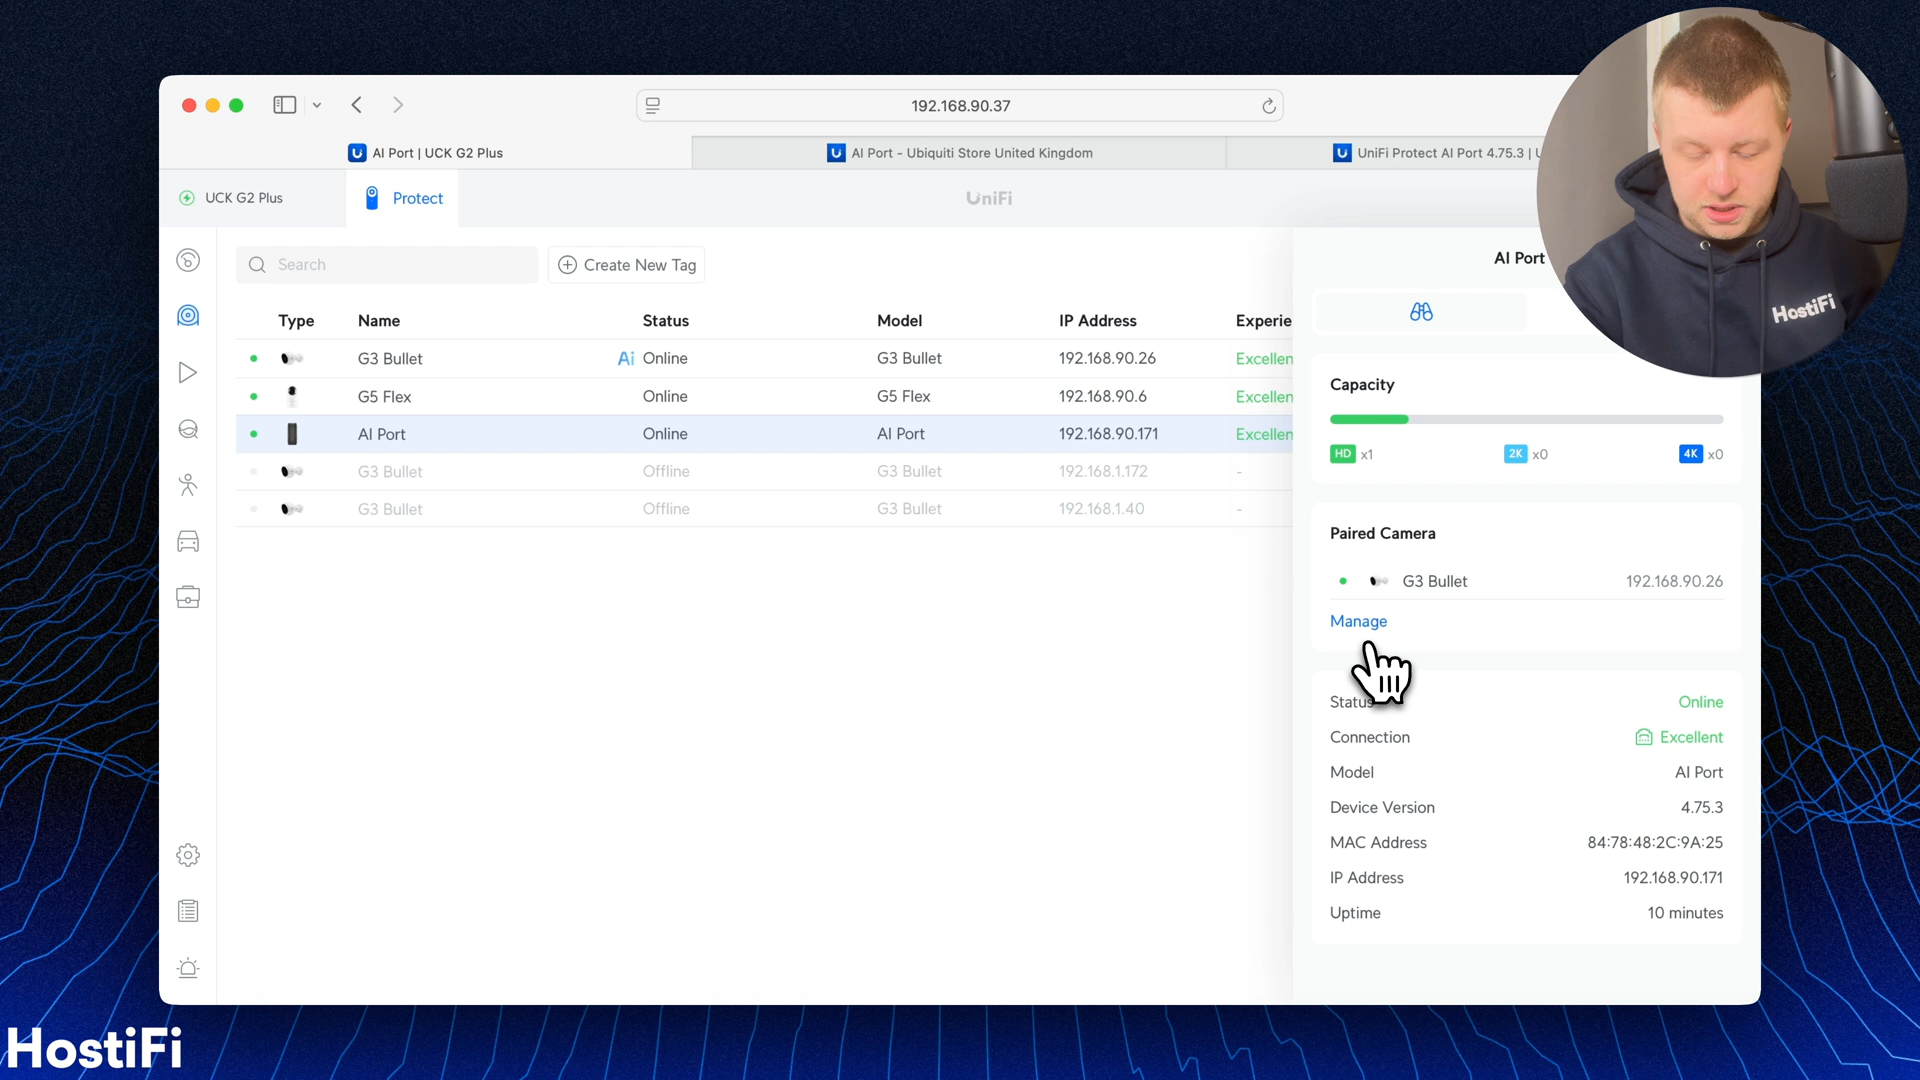 192.168.90.37
AI Port | UCK G2 Plus
AI Port - Ubiquiti Store United Kingdom
UniFi Protect AI Port 4.75.3 |
UCK G2 Plus
Protect
UniFi
Search
Create New Tag
Type Name Status Model IP Address Experie
G3 Bullet Ai Online G3 Bullet 192.168.90.26 Excellen
G5 Flex Online G5 Flex 192.168.90.6 Excellen
AI Port Online AI Port 192.168.90.171 Excellen
G3 Bullet Offline G3 Bullet 192.168.1.172 -
G3 Bullet Offline G3 Bullet 192.168.1.40 -
AI Port
Capacity
HD x1 2K x0 4K x0
Paired Camera
G3 Bullet 192.168.90.26
Manage
Status Online
Connection Excellent
Model AI Port
Device Version 4.75.3
MAC Address 84:78:48:2C:9A:25
IP Address 192.168.90.171
Uptime 10 minutes
HostiFi
HostiFi